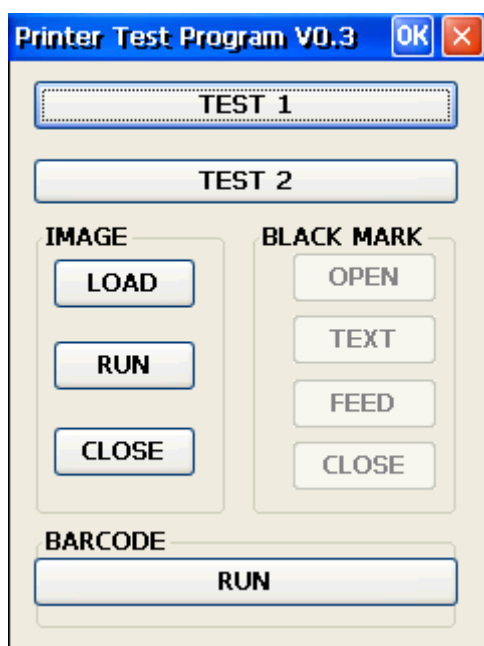 Printer Test Program V0.3 OK
TEST 1
TEST 2
IMAGE
LOAD
RUN
CLOSE
BLACK MARK
OPEN
TEXT
FEED
CLOSE
BARCODE
RUN